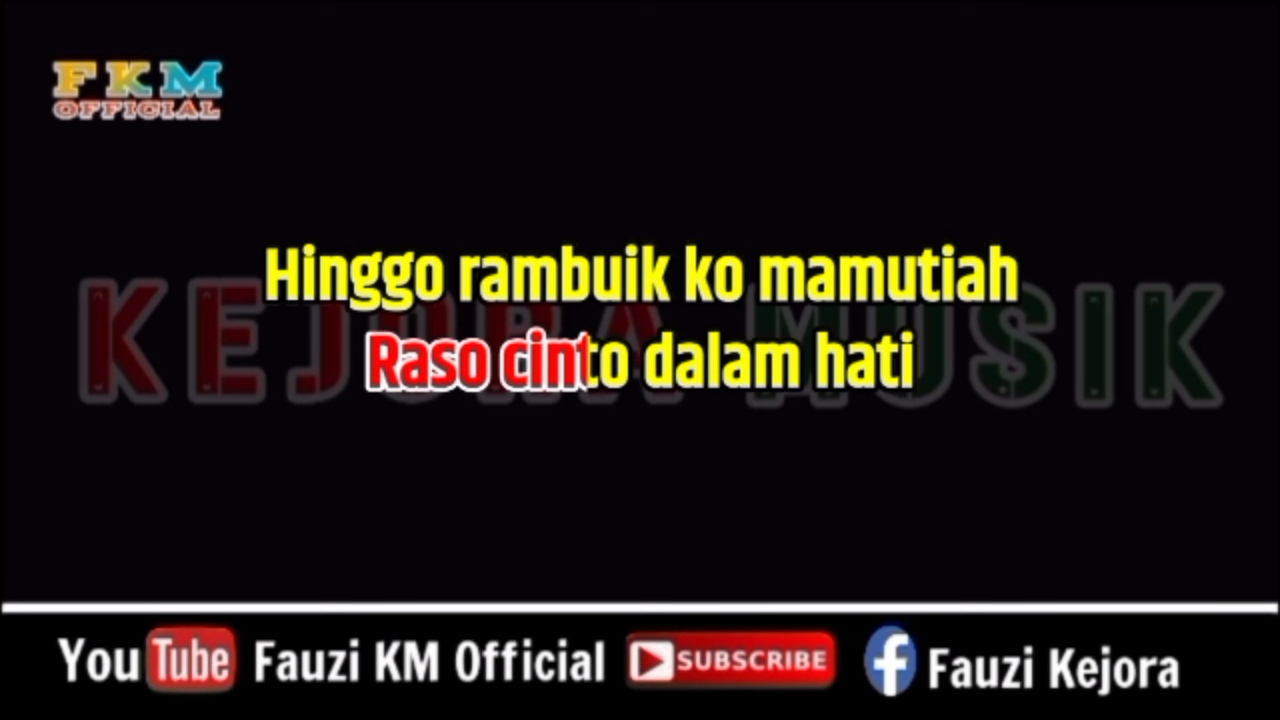 FKM
OFFICIAL
Hinggo rambuik ko mamutiah
Raso cinto dalam hati
KEJORA MUSIK
YouTube Fauzi KM Official SUBSCRIBE f Fauzi Kejora